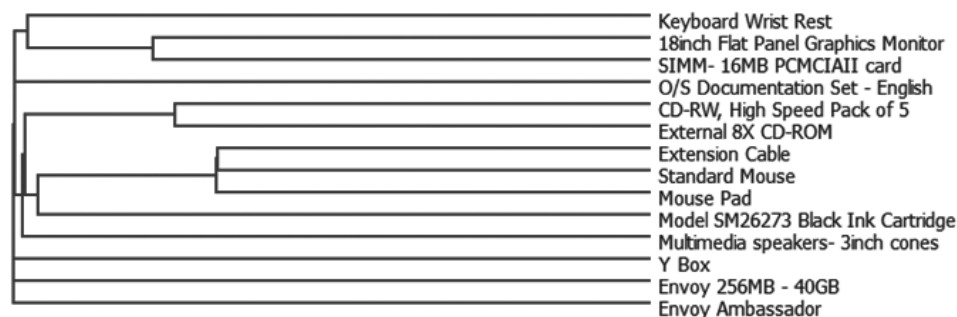 Keyboard Wrist Rest
18inch Flat Panel Graphics Monitor
SIMM- 16MB PCMCIAII card
O/S Documentation Set - English
CD-RW, High Speed Pack of 5
External 8X CD-ROM
Extension Cable
Standard Mouse
Mouse Pad
Model SM26273 Black Ink Cartridge
Multimedia speakers- 3inch cones
Y Box
Envoy 256MB - 40GB
Envoy Ambassador